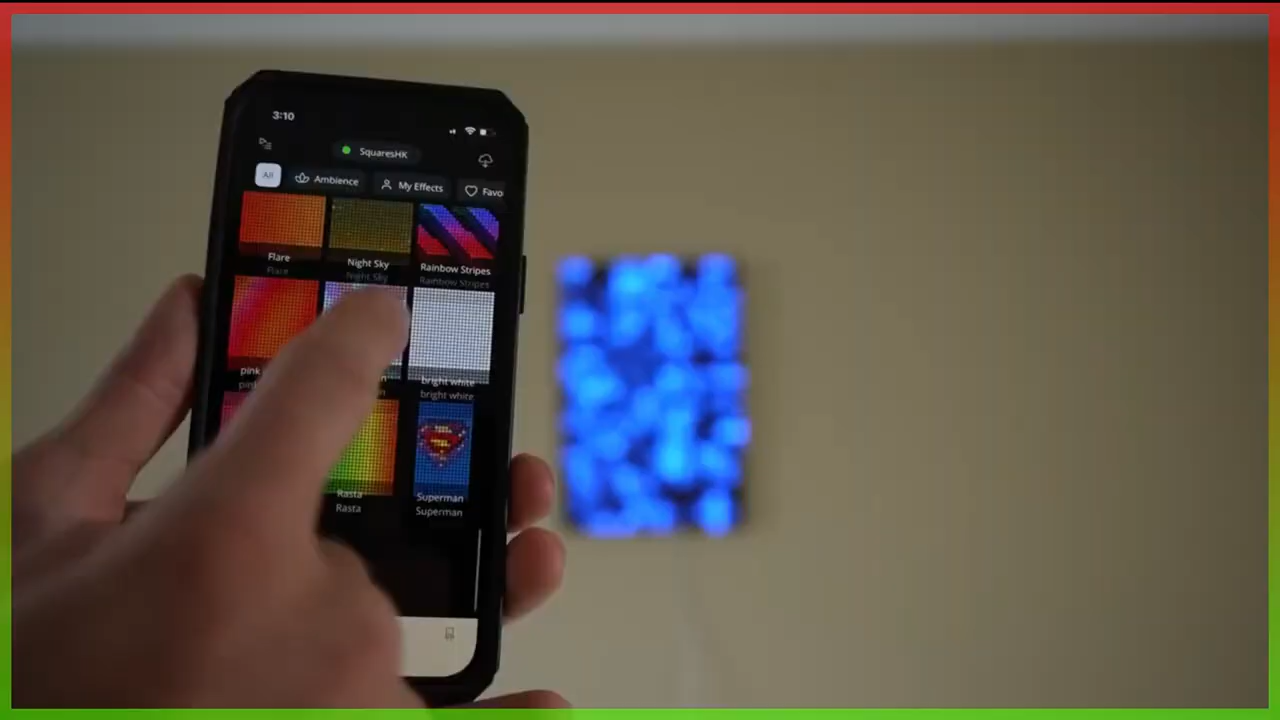 3:10
SquaresHK
All
Ambience
My Effects
Favo
Flare
Flare
Night Sky
Night Sky
Rainbow Stripes
Rainbow Stripes
pink
bright white
bright white
Rasta
Rasta
Superman
Superman